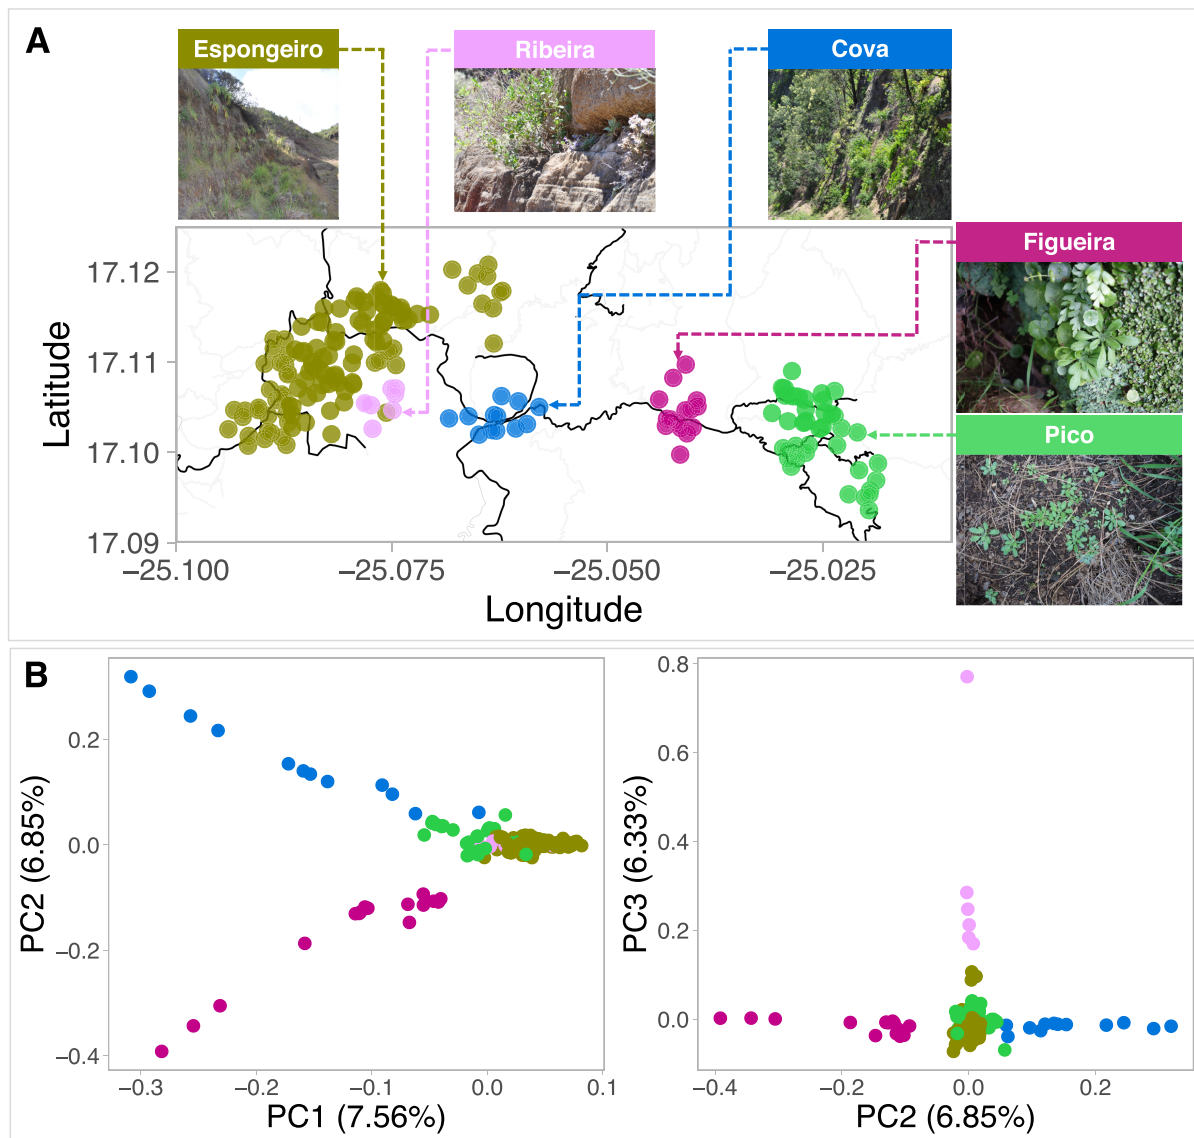 A
Espongeiro
Ribeira
Cova
Figueira
Pico
17.12
17.11
17.10
17.09
Latitude
−25.100
−25.075
−25.050
−25.025
Longitude
B
0.2
0.0
−0.2
−0.4
PC2 (6.85%)
−0.3
−0.2
−0.1
0.0
0.1
PC1 (7.56%)
0.8
0.6
0.4
0.2
0.0
PC3 (6.33%)
−0.4
−0.2
0.0
0.2
PC2 (6.85%)